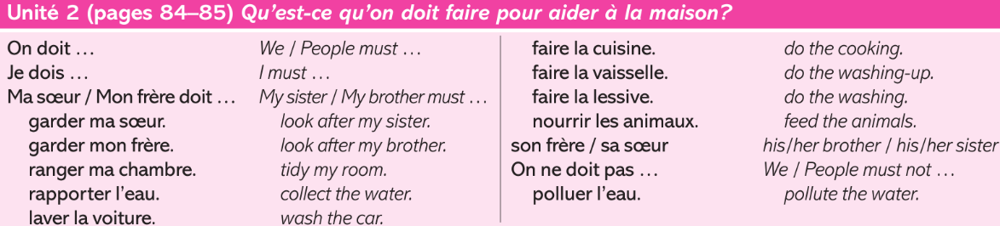 Unité 2 (pages 84–85) Qu’est-ce qu’on doit faire pour aider à la maison?
On doit … We / People must …
Je dois … I must …
Ma sœur / Mon frère doit … My sister / My brother must …
garder ma sœur. look after my sister.
garder mon frère. look after my brother.
ranger ma chambre. tidy my room.
rapporter l’eau. collect the water.
laver la voiture. wash the car.
faire la cuisine. do the cooking.
faire la vaisselle. do the washing-up.
faire la lessive. do the washing.
nourrir les animaux. feed the animals.
son frère / sa sœur his/her brother / his/her sister
On ne doit pas … We / People must not …
polluer l’eau. pollute the water.